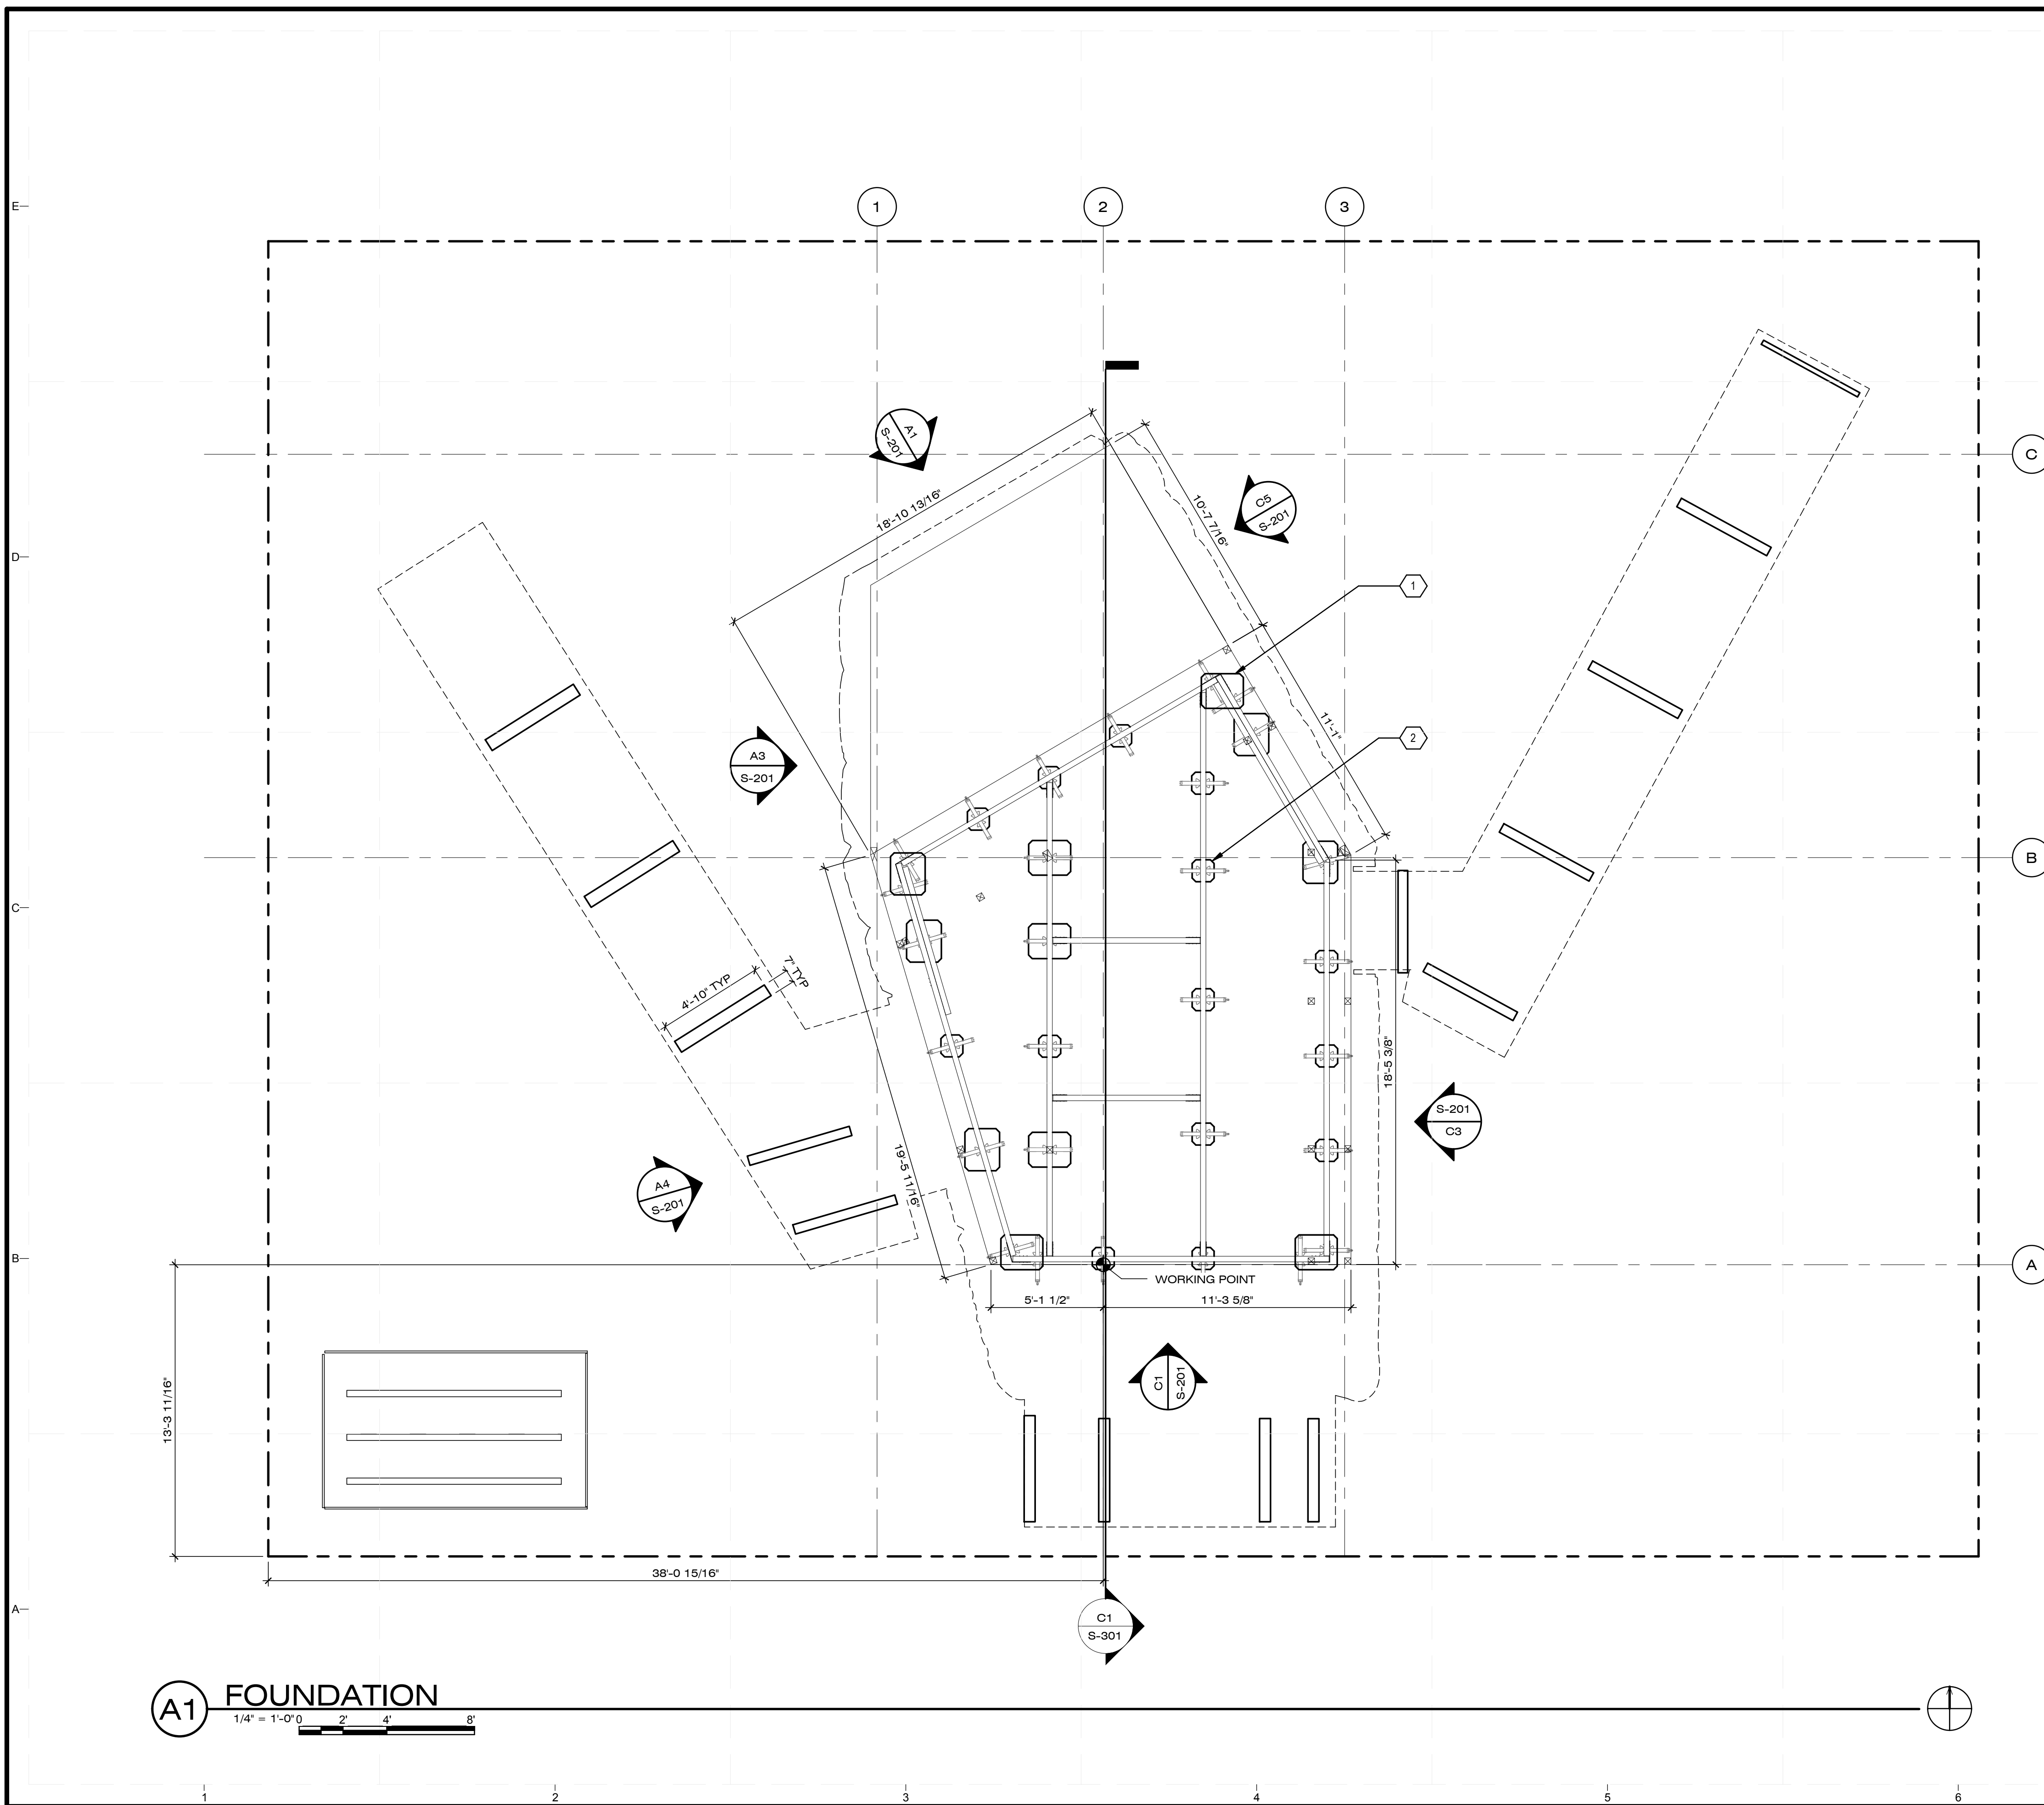 E
1
2
3
C
A1
S-201
C5
S-201
18'-10 13/16"
10'-7 7/16"
D
1
11'-1"
2
A3
S-201
B
C
4'-10" TYP
7" TYP
18'-5 3/8"
S-201
C3
19'-5 11/16"
A4
S-201
B
A
WORKING POINT
5'-1 1/2"
11'-3 5/8"
C1
S-201
13'-3 11/16"
38'-0 15/16"
A
C1
S-301
A1
FOUNDATION
1/4" = 1'-0" 0 2' 4' 8'
1 2 3 4 5 6